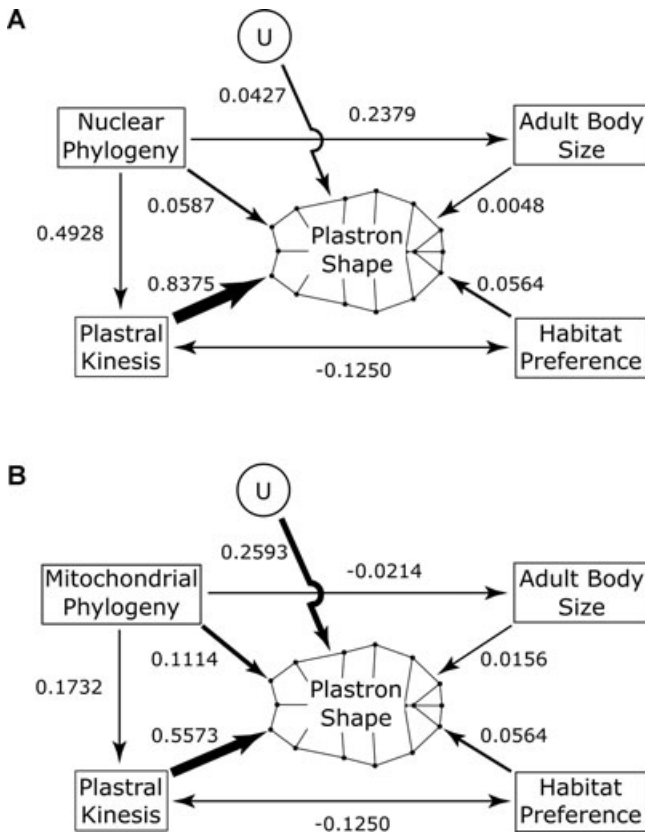 A
U
0.0427
0.2379
Nuclear
Phylogeny
Adult Body
Size
0.0587
0.0048
0.4928
Plastron
Shape
0.8375
0.0564
Plastral
Kinesis
Habitat
Preference
-0.1250
B
U
0.2593
-0.0214
Mitochondrial
Phylogeny
Adult Body
Size
0.1114
0.0156
0.1732
Plastron
Shape
0.5573
0.0564
Plastral
Kinesis
Habitat
Preference
-0.1250